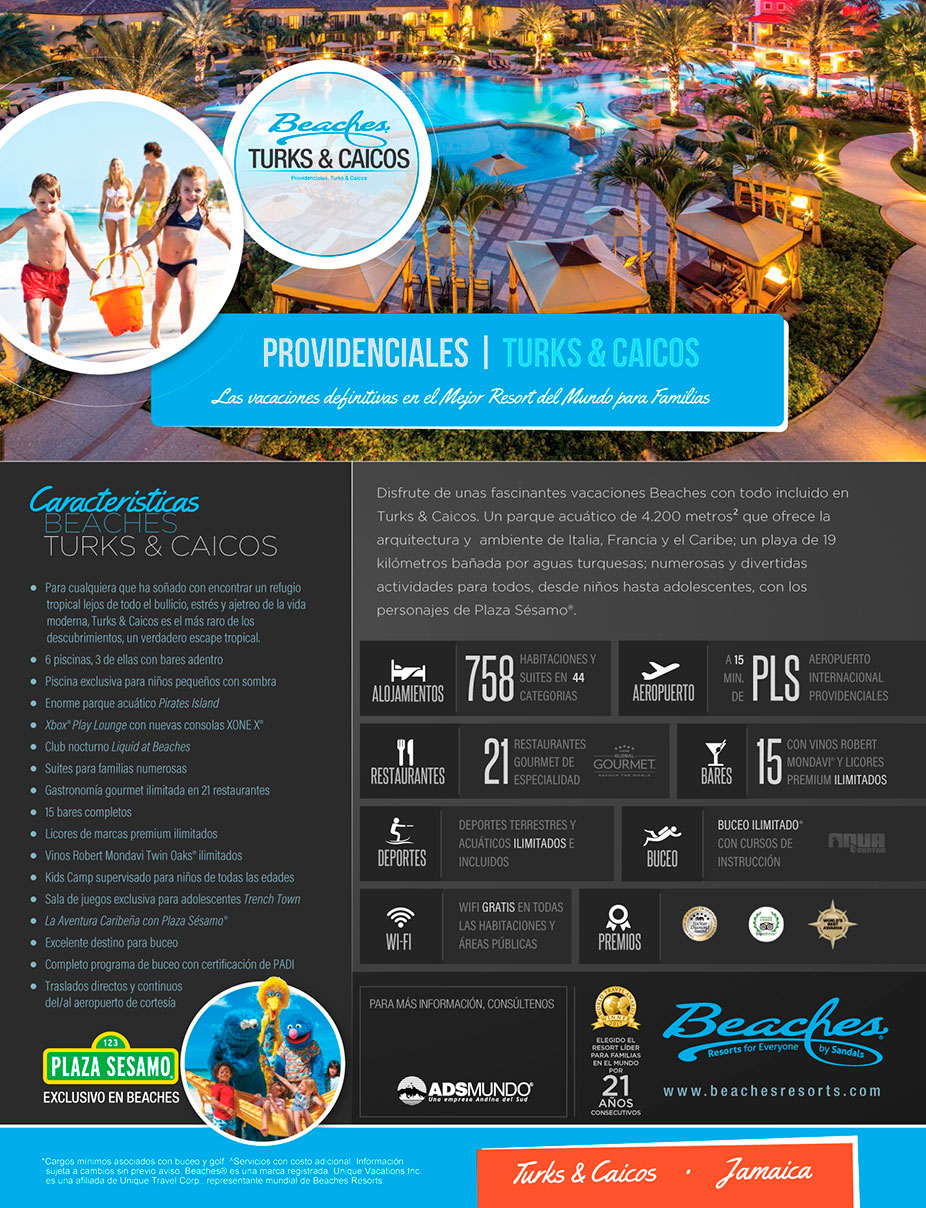 Beaches®
TURKS & CAICOS
Providenciales, Turks & Caicos
PROVIDENCIALES | TURKS & CAICOS
Las vacaciones definitivas en el Mejor Resort del Mundo para Familias
Caracteristicas
BEACHES
TURKS & CAICOS
• Para cualquiera que ha soñado con encontrar un refugio
tropical lejos de todo el bullicio, estrés y ajetreo de la vida
moderna, Turks & Caicos es el más raro de los
descubrimientos, un verdadero escape tropical.
• 6 piscinas, 3 de ellas con bares adentro
• Piscina exclusiva para niños pequeños con sombra
• Enorme parque acuático Pirates Island
• Xbox® Play Lounge con nuevas consolas XONE X®
• Club nocturno Liquid at Beaches
• Suites para familias numerosas
• Gastronomía gourmet ilimitada en 21 restaurantes
• 15 bares completos
• Licores de marcas premium ilimitados
• Vinos Robert Mondavi Twin Oaks® ilimitados
• Kids Camp supervisado para niños de todas las edades
• Sala de juegos exclusiva para adolescentes Trench Town
• La Aventura Caribeña con Plaza Sésamo®
• Excelente destino para buceo
• Completo programa de buceo con certificación de PADI
• Traslados directos y continuos
del/al aeropuerto de cortesía
123
PLAZA SESAMO
EXCLUSIVO EN BEACHES
Disfrute de unas fascinantes vacaciones Beaches con todo incluido en
Turks & Caicos. Un parque acuático de 4.200 metros² que ofrece la
arquitectura y ambiente de Italia, Francia y el Caribe; un playa de 19
kilómetros bañada por aguas turquesas; numerosas y divertidas
actividades para todos, desde niños hasta adolescentes, con los
personajes de Plaza Sésamo®.
ALOJAMIENTOS
758
HABITACIONES Y
SUITES EN 44
CATEGORIAS
AEROPUERTO
A 15
MIN.
DE
PLS
AEROPUERTO
INTERNACIONAL
PROVIDENCIALES
RESTAURANTES
21
RESTAURANTES
GOURMET DE
ESPECIALIDAD
GLOBAL
GOURMET
AROUND THE WORLD
BARES
15
CON VINOS ROBERT
MONDAVI® Y LICORES
PREMIUM ILIMITADOS
DEPORTES
DEPORTES TERRESTRES Y
ACUÁTICOS ILIMITADOS E
INCLUIDOS
BUCEO
BUCEO ILIMITADO*
CON CURSOS DE
INSTRUCCIÓN
AQUA
CENTER
WI-FI
WIFI GRATIS EN TODAS
LAS HABITACIONES Y
ÁREAS PÚBLICAS
PREMIOS
PARA MÁS INFORMACIÓN, CONSÚLTENOS
ADSMUNDO®
Una empresa Andina del Sud
WINNER
2017
ELEGIDO EL
RESORT LÍDER
PARA FAMILIAS
EN EL MUNDO
POR
21
AÑOS
CONSECUTIVOS
Beaches®
Resorts for Everyone by Sandals
www.beachesresorts.com
*Cargos mínimos asociados con buceo y golf. ^Servicios con costo adicional. Información
sujeta a cambios sin previo aviso. Beaches® es una marca registrada. Unique Vacations Inc
es una afiliada de Unique Travel Corp., representante mundial de Beaches Resorts.
Turks & Caicos · Jamaica